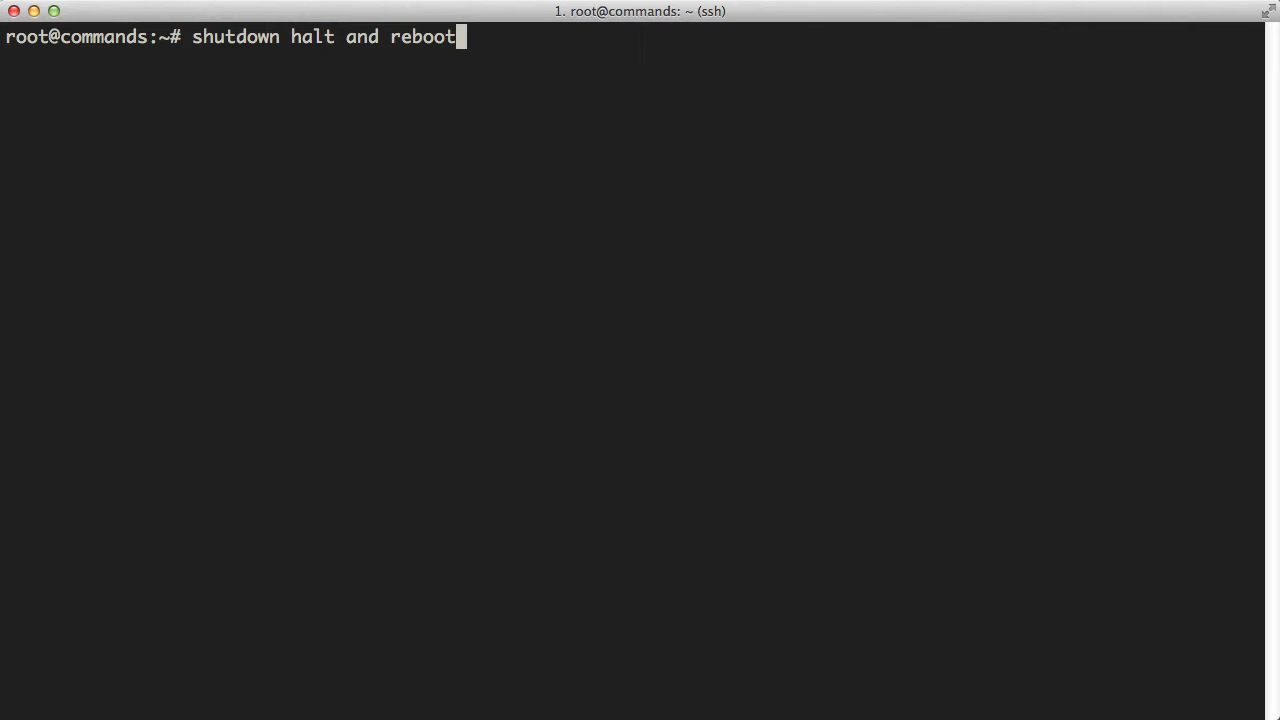 1. root@commands: ~ (ssh)
root@commands:~# shutdown halt and reboot